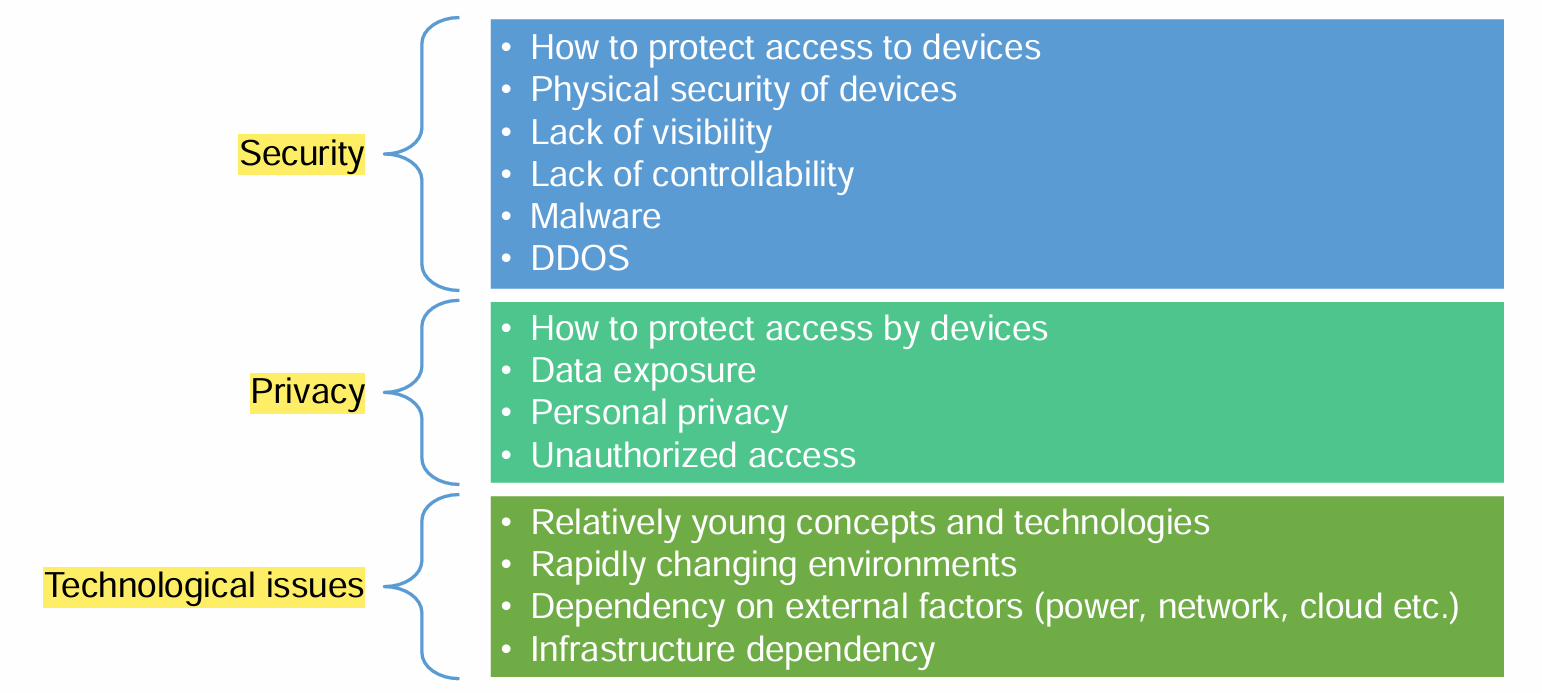 Security
• How to protect access to devices
• Physical security of devices
• Lack of visibility
• Lack of controllability
• Malware
• DDOS
Privacy
• How to protect access by devices
• Data exposure
• Personal privacy
• Unauthorized access
Technological issues
• Relatively young concepts and technologies
• Rapidly changing environments
• Dependency on external factors (power, network, cloud etc.)
• Infrastructure dependency